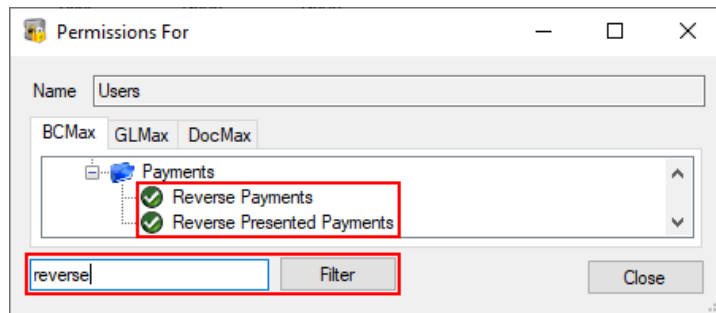 Permissions For
Name Users
BCMax GLMax DocMax
Payments
Reverse Payments
Reverse Presented Payments
reverse Filter Close